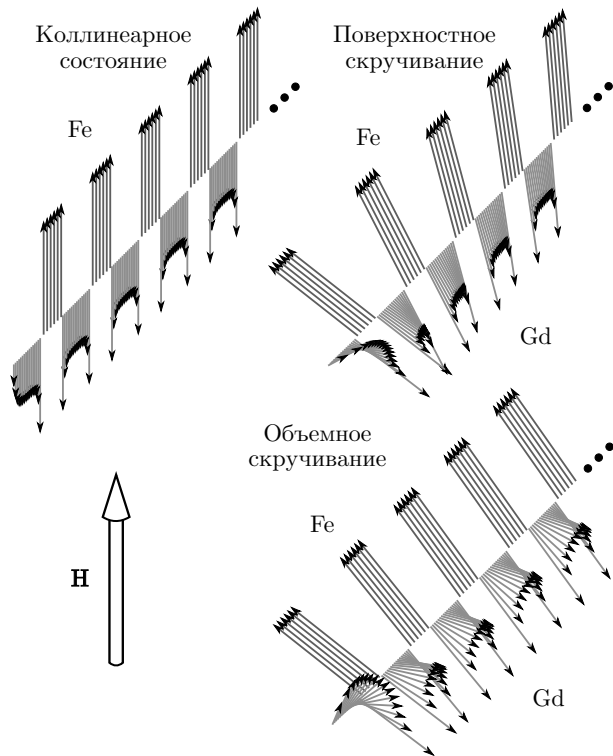 Коллинеарное
состояние
Fe
Поверхностное
скручивание
Fe
Gd
H
Объемное
скручивание
Fe
Gd